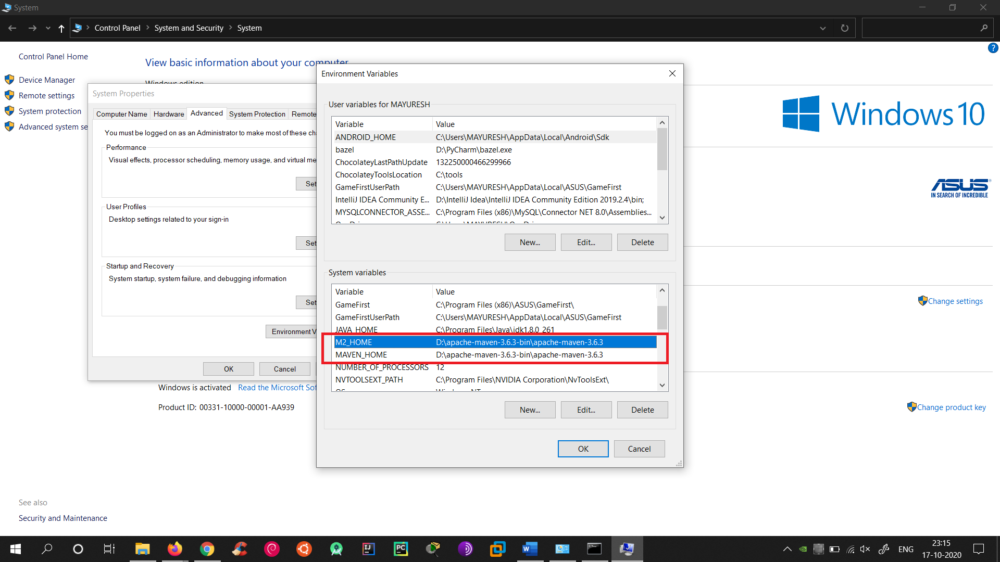 System
Control Panel
System and Security
System
Control Panel Home
Device Manager
Remote settings
System protection
Advanced system se
View basic information about your computer
Windows edition
System Properties
Computer Name
Hardware
Advanced
System Protection
Remote
You must be logged on as an Administrator to make most of these cha
Performance
Visual effects, processor scheduling, memory usage, and virtual me
Set
User Profiles
Desktop settings related to your sign-in
Set
Startup and Recovery
System startup, system failure, and debugging information
Set
Environment V
OK
Cancel
Windows is activated
Read the Microsoft Sof
Product ID: 00331-10000-00001-AA939
Environment Variables
User variables for MAYURESH
Variable Value
ANDROID_HOME C:\Users\MAYURESH\AppData\Local\Android\Sdk
bazel D:\PyCharm\bazel.exe
ChocolateyLastPathUpdate 132250000466299966
ChocolateyToolsLocation C:\tools
GameFirstUserPath C:\Users\MAYURESH\AppData\Local\ASUS\GameFirst
IntelliJ IDEA Community E... D:\IntelliJ Idea\IntelliJ IDEA Community Edition 2019.2.4\bin;
MYSQLCONNECTOR_ASSE... C:\Program Files (x86)\MySQL\Connector NET 8.0\Assemblies...
New...
Edit...
Delete
System variables
Variable Value
GameFirst C:\Program Files (x86)\ASUS\GameFirst\
GameFirstUserPath C:\Users\MAYURESH\AppData\Local\ASUS\GameFirst
JAVA_HOME C:\Program Files\Java\jdk1.8.0_261
M2_HOME D:\apache-maven-3.6.3-bin\apache-maven-3.6.3
MAVEN_HOME D:\apache-maven-3.6.3-bin\apache-maven-3.6.3
NUMBER_OF_PROCESSORS 12
NVTOOLSEXT_PATH C:\Program Files\NVIDIA Corporation\NvToolsExt\
OS Windows_NT
New...
Edit...
Delete
OK
Cancel
Windows 10
ASUS
IN SEARCH OF INCREDIBLE
Change settings
Change product key
See also
Security and Maintenance
ENG
23:15
17-10-2020